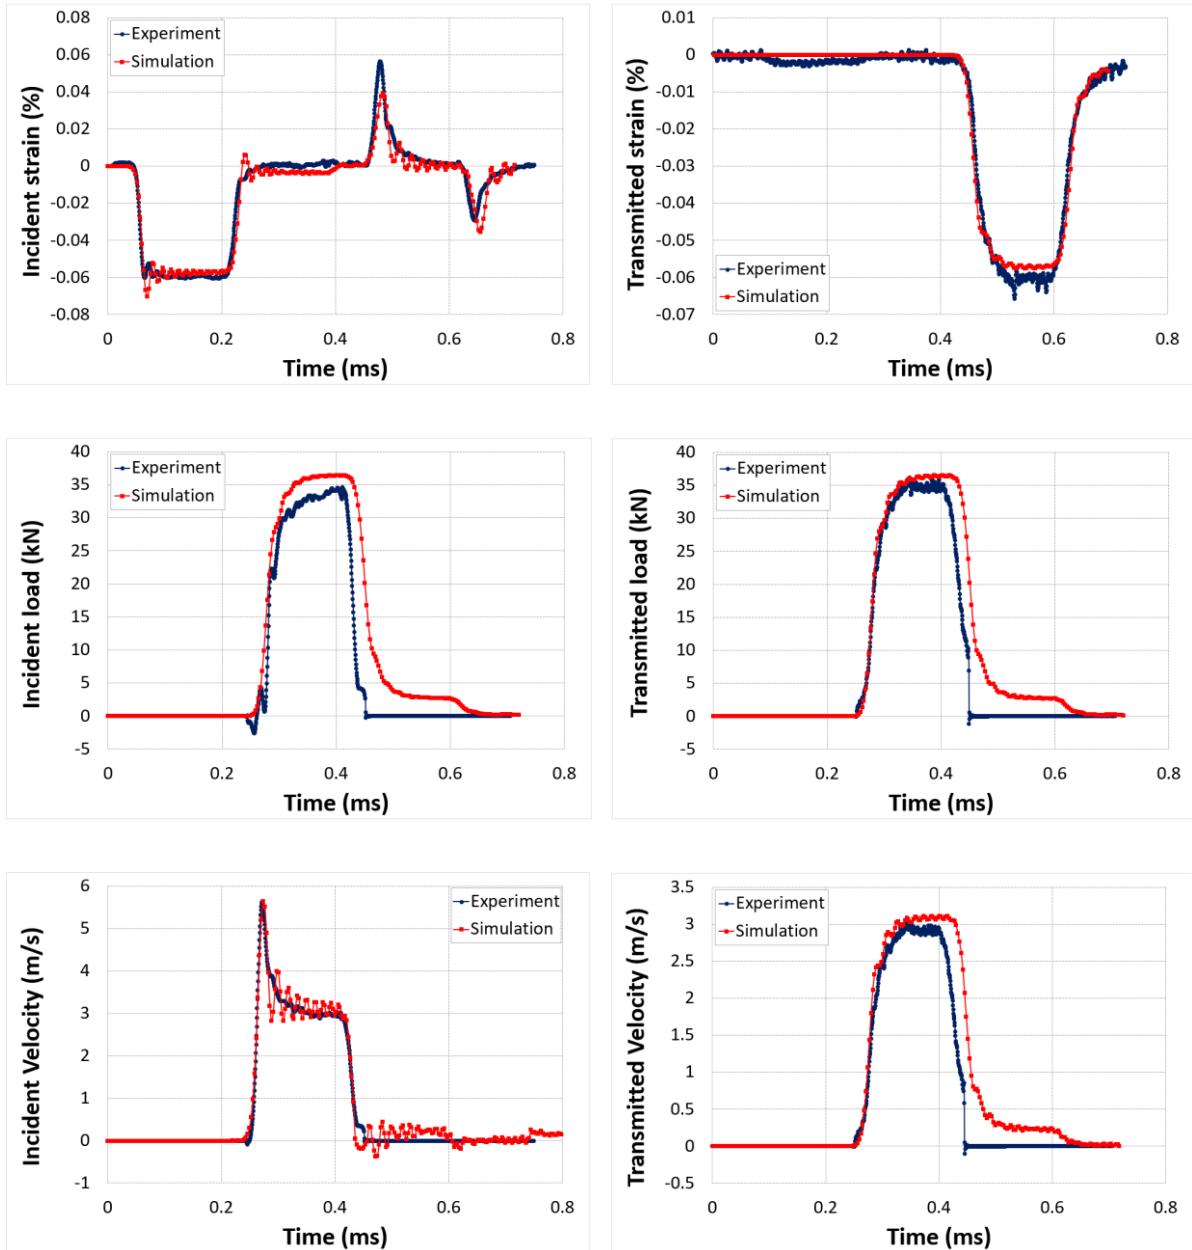 0.08
0.06
0.04
0.02
0
-0.02
-0.04
-0.06
-0.08
Incident strain (%)
Experiment
Simulation
0 0.2 0.4 0.6 0.8
Time (ms)
0.01
0
-0.01
-0.02
-0.03
-0.04
-0.05
-0.06
-0.07
Transmitted strain (%)
Experiment
Simulation
0 0.2 0.4 0.6 0.8
Time (ms)
40
35
30
25
20
15
10
5
0
-5
Incident load (kN)
Experiment
Simulation
0 0.2 0.4 0.6 0.8
Time (ms)
40
35
30
25
20
15
10
5
0
-5
Transmitted load (kN)
Experiment
Simulation
0 0.2 0.4 0.6 0.8
Time (ms)
6
5
4
3
2
1
0
-1
Incident Velocity (m/s)
Experiment
Simulation
0 0.2 0.4 0.6 0.8
Time (ms)
3.5
3
2.5
2
1.5
1
0.5
0
-0.5
Transmitted Velocity (m/s)
Experiment
Simulation
0 0.2 0.4 0.6 0.8
Time (ms)